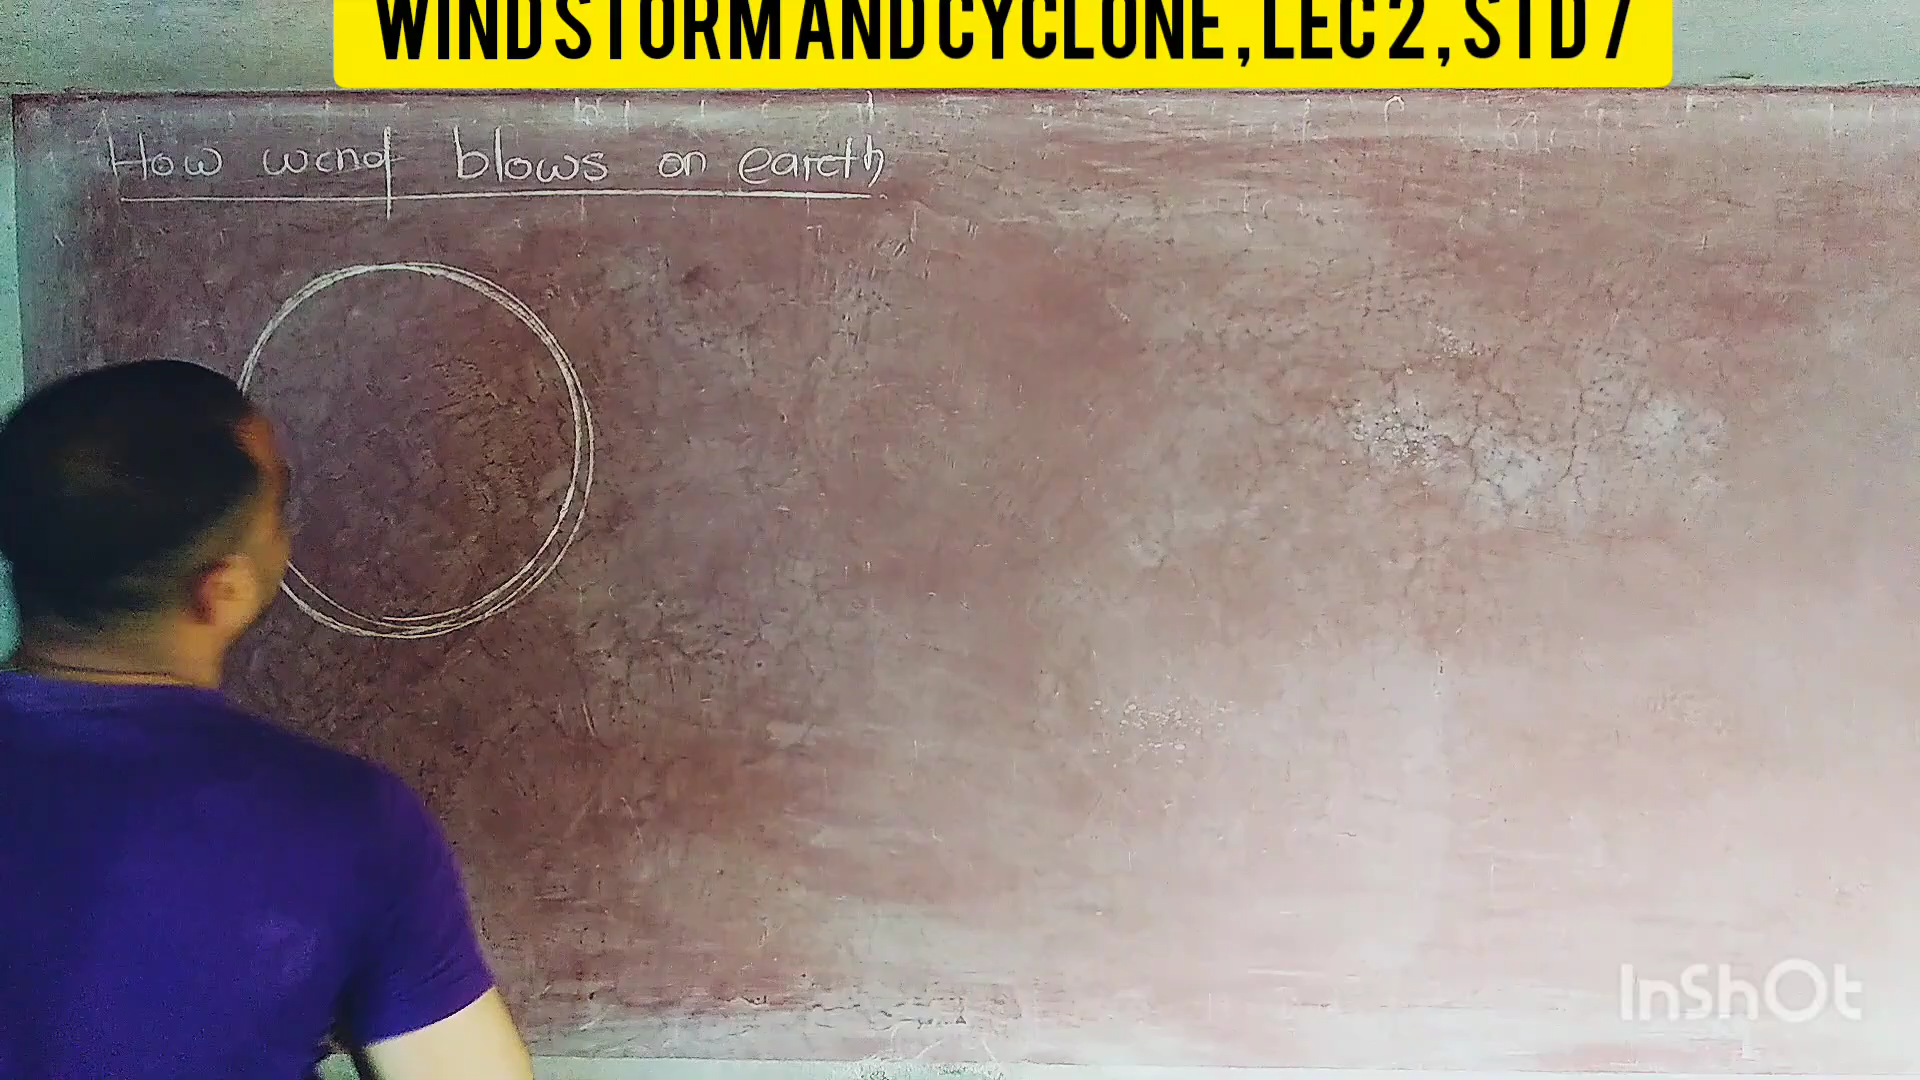 WIND STORM AND CYCLONE , LEC 2 , STD 7
How wind blows on earth
InShOt